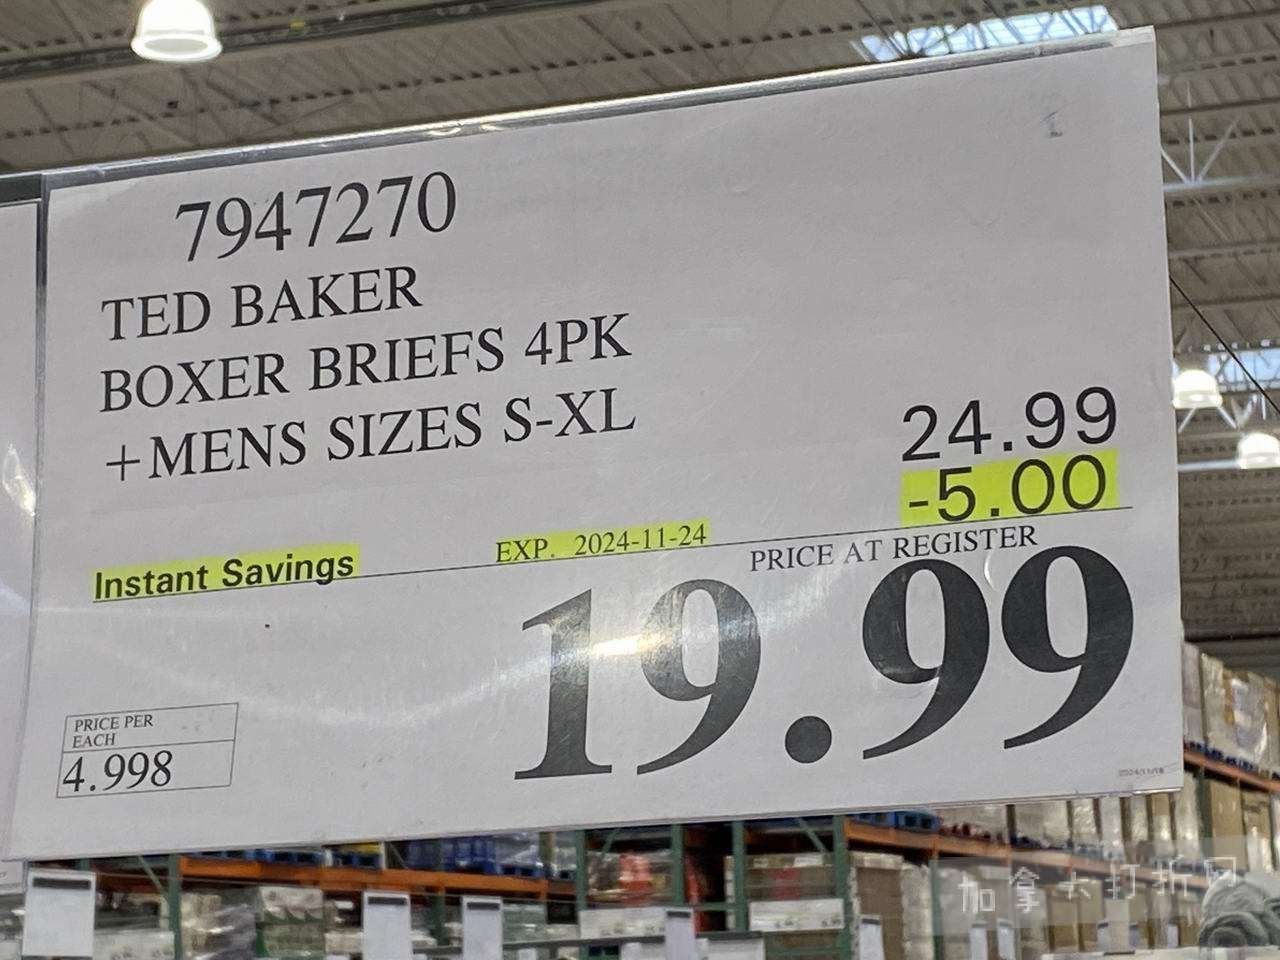 7947270
TED BAKER
BOXER BRIEFS 4PK
+MENS SIZES S-XL
24.99
-5.00
Instant Savings
EXP. 2024-11-24
PRICE AT REGISTER
19.99
PRICE PER
EACH
4.998
加拿大打折网